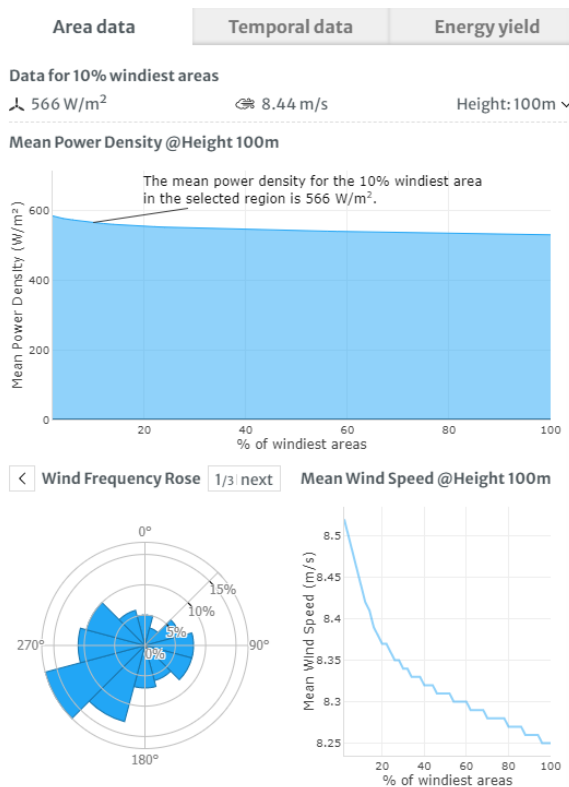 Area data
Temporal data
Energy yield
Data for 10% windiest areas
566 W/m²
8.44 m/s
Height: 100m
Mean Power Density @Height 100m
The mean power density for the 10% windiest area
in the selected region is 566 W/m².
Mean Power Density (W/m²)
600
400
200
0
20
40
60
80
100
% of windiest areas
< Wind Frequency Rose 1/3 next
Mean Wind Speed @Height 100m
0°
15%
10%
5%
0%
270°
90°
180°
Mean Wind Speed (m/s)
8.5
8.45
8.4
8.35
8.3
8.25
20
40
60
80
100
% of windiest areas